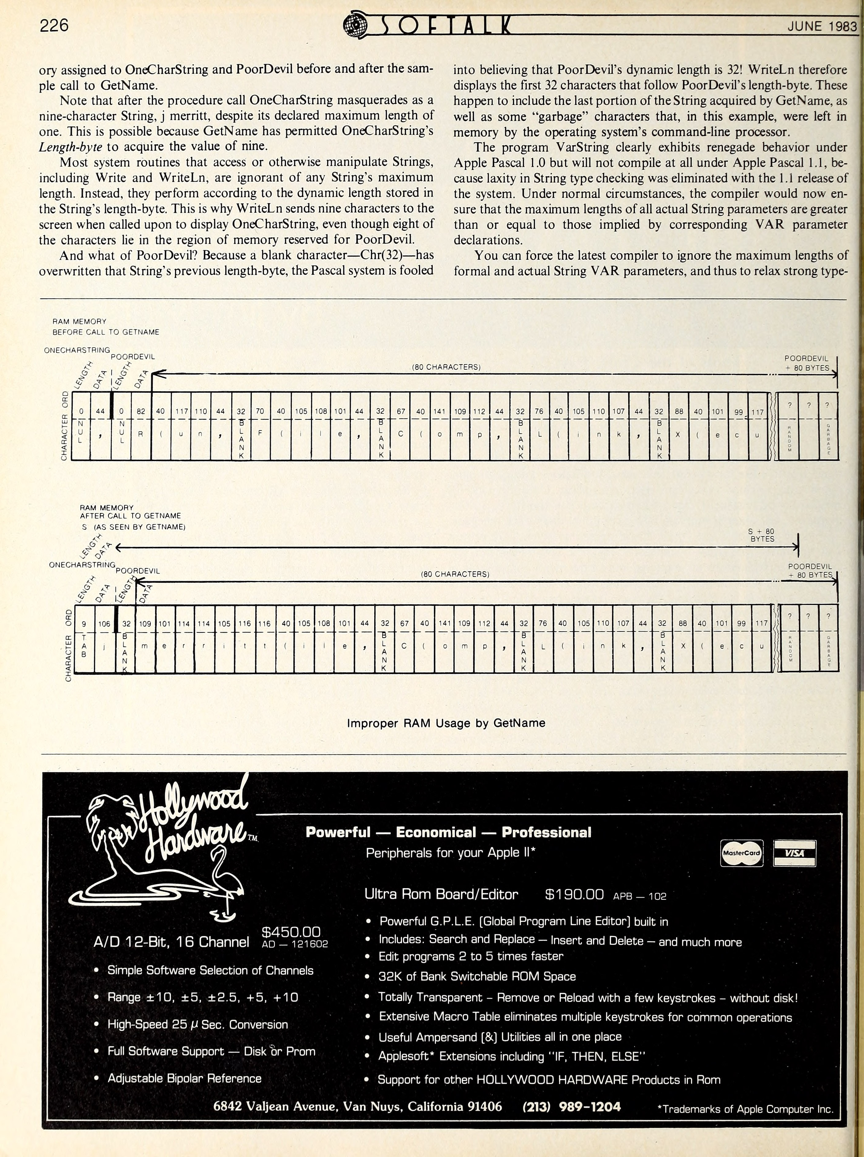 226
SOFTALK
JUNE 1983
ory assigned to OneCharString and PoorDevil before and after the sam-
ple call to GetName.
Note that after the procedure call OneCharString masquerades as a
nine-character String, j merritt, despite its declared maximum length of
one. This is possible because GetName has permitted OneCharString's
Length-byte to acquire the value of nine.
Most system routines that access or otherwise manipulate Strings,
including Write and WriteLn, are ignorant of any String's maximum
length. Instead, they perform according to the dynamic length stored in
the String's length-byte. This is why WriteLn sends nine characters to the
screen when called upon to display OneCharString, even though eight of
the characters lie in the region of memory reserved for PoorDevil.
And what of PoorDevil? Because a blank character—Chr(32)—has
overwritten that String's previous length-byte, the Pascal system is fooled
into believing that PoorDevil's dynamic length is 32! WriteLn therefore
displays the first 32 characters that follow PoorDevil's length-byte. These
happen to include the last portion of the String acquired by GetName, as
well as some "garbage" characters that, in this example, were left in
memory by the operating system's command-line processor.
The program VarString clearly exhibits renegade behavior under
Apple Pascal 1.0 but will not compile at all under Apple Pascal 1.1, be-
cause laxity in String type checking was eliminated with the 1.1 release of
the system. Under normal circumstances, the compiler would now en-
sure that the maximum lengths of all actual String parameters are greater
than or equal to those implied by corresponding VAR parameter
declarations.
You can force the latest compiler to ignore the maximum lengths of
formal and actual String VAR parameters, and thus to relax strong type-
RAM MEMORY
BEFORE CALL TO GETNAME
ONECHARSTRING
POORDEVIL
LENGTH DATA LENGTH DATA
(80 CHARACTERS)
POORDEVIL
+ 80 BYTES
ORD 0 44 0 82 40 117 110 44 32 70 40 105 108 101 44 32 67 40 141 109 112 44 32 76 40 105 110 107 44 32 88 40 101 99 117 ? ? ?
CHARACTER NUL , NUL R ( u n , BLANK F ( i l e , BLANK C ( o m p , BLANK L ( i n k , BLANK X ( e c u RANDOM GARBAGE
RAM MEMORY
AFTER CALL TO GETNAME
S (AS SEEN BY GETNAME)
LENGTH DATA
S + 80
BYTES
ONECHARSTRING
POORDEVIL
LENGTH DATA LENGTH DATA
(80 CHARACTERS)
POORDEVIL
+ 80 BYTES
ORD 9 106 32 109 101 114 114 105 116 116 40 105 108 101 44 32 67 40 141 109 112 44 32 76 40 105 110 107 44 32 88 40 101 99 117 ? ? ?
CHARACTER TAB j BLANK m e r r i t t ( i l e , BLANK C ( o m p , BLANK L ( i n k , BLANK X ( e c u RANDOM GARBAGE
Improper RAM Usage by GetName
Hollywood
Hardware™
Powerful — Economical — Professional
Peripherals for your Apple II*
MasterCard
VISA
A/D 12-Bit, 16 Channel $450.00
AD — 121602
• Simple Software Selection of Channels
• Range ±10, ±5, ±2.5, +5, +10
• High-Speed 25 μ Sec. Conversion
• Full Software Support — Disk or Prom
• Adjustable Bipolar Reference
Ultra Rom Board/Editor $190.00 APB — 102
• Powerful G.P.L.E. [Global Program Line Editor] built in
• Includes: Search and Replace — Insert and Delete — and much more
• Edit programs 2 to 5 times faster
• 32K of Bank Switchable ROM Space
• Totally Transparent - Remove or Reload with a few keystrokes - without disk!
• Extensive Macro Table eliminates multiple keystrokes for common operations
• Useful Ampersand [&] Utilities all in one place
• Applesoft* Extensions including "IF, THEN, ELSE"
• Support for other HOLLYWOOD HARDWARE Products in Rom
6842 Valjean Avenue, Van Nuys, California 91406 (213) 989-1204
*Trademarks of Apple Computer Inc.